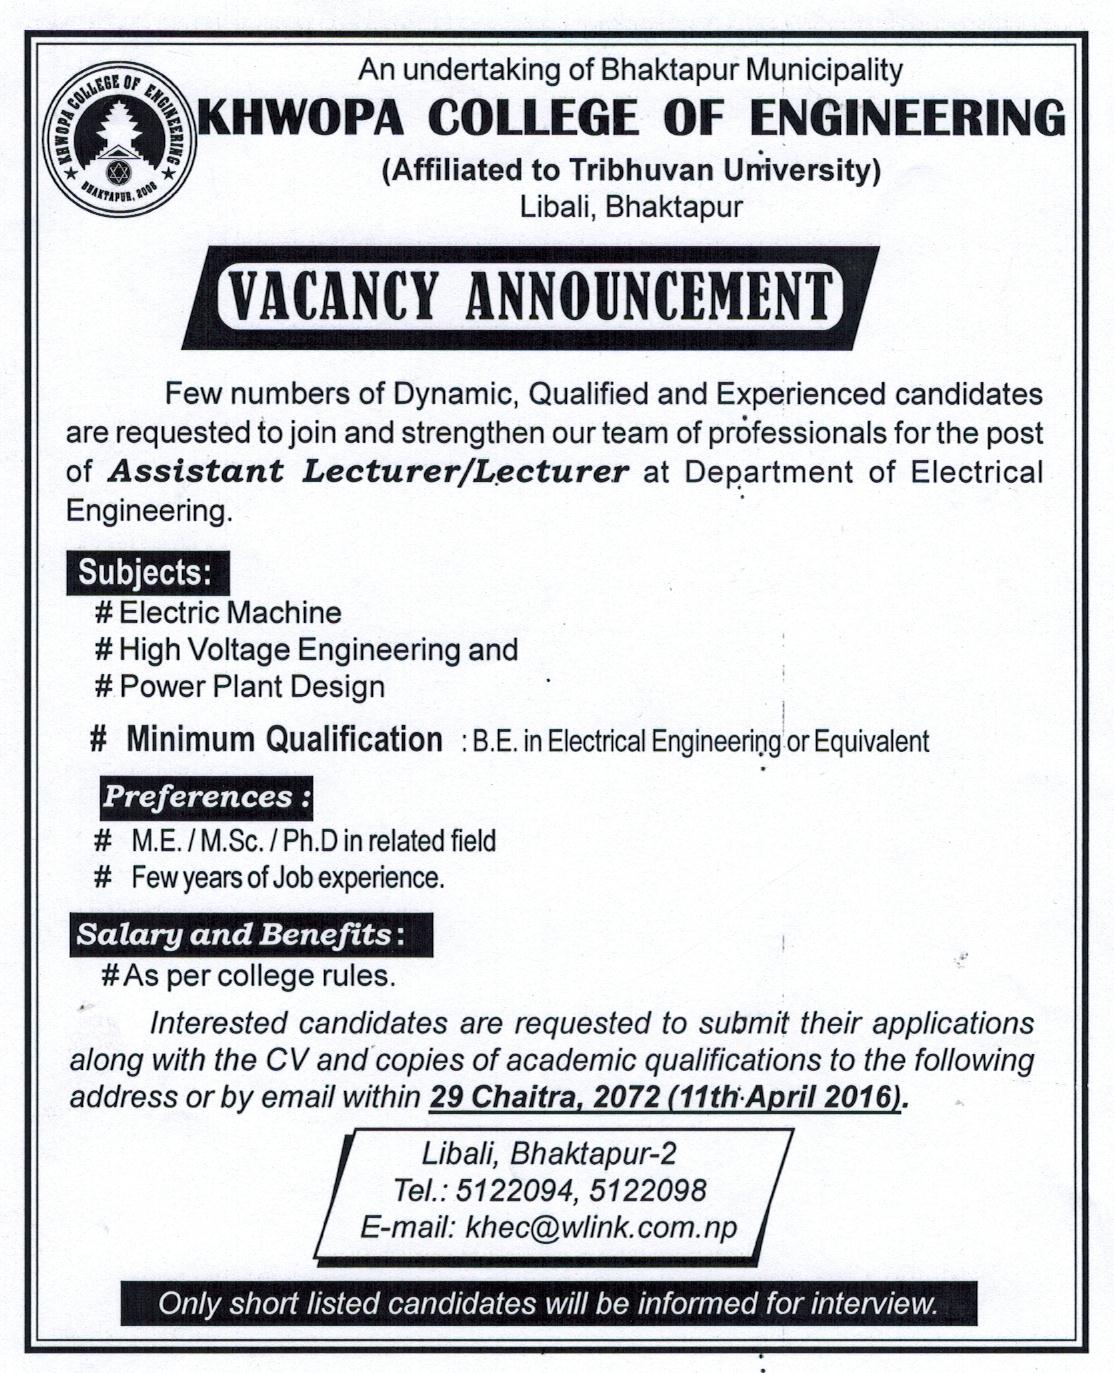 An undertaking of Bhaktapur Municipality
KHWOPA COLLEGE OF ENGINEERING
(Affiliated to Tribhuvan University)
Libali, Bhaktapur
KHWOPA COLLEGE OF ENGINEERING
BHAKTAPUR, 2008
VACANCY ANNOUNCEMENT
Few numbers of Dynamic, Qualified and Experienced candidates
are requested to join and strengthen our team of professionals for the post
of Assistant Lecturer/Lecturer at Department of Electrical
Engineering.
Subjects:
# Electric Machine
# High Voltage Engineering and
# Power Plant Design
# Minimum Qualification : B.E. in Electrical Engineering or Equivalent
Preferences :
# M.E. / M.Sc. / Ph.D in related field
# Few years of Job experience.
Salary and Benefits :
# As per college rules.
Interested candidates are requested to submit their applications
along with the CV and copies of academic qualifications to the following
address or by email within 29 Chaitra, 2072 (11th April 2016).
Libali, Bhaktapur-2
Tel.: 5122094, 5122098
E-mail: khec@wlink.com.np
Only short listed candidates will be informed for interview.